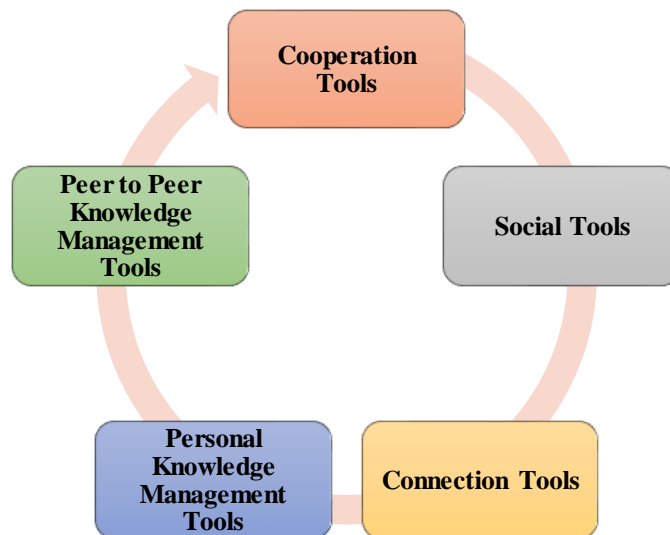 Cooperation
Tools
Social Tools
Connection Tools
Personal
Knowledge
Management
Tools
Peer to Peer
Knowledge
Management
Tools